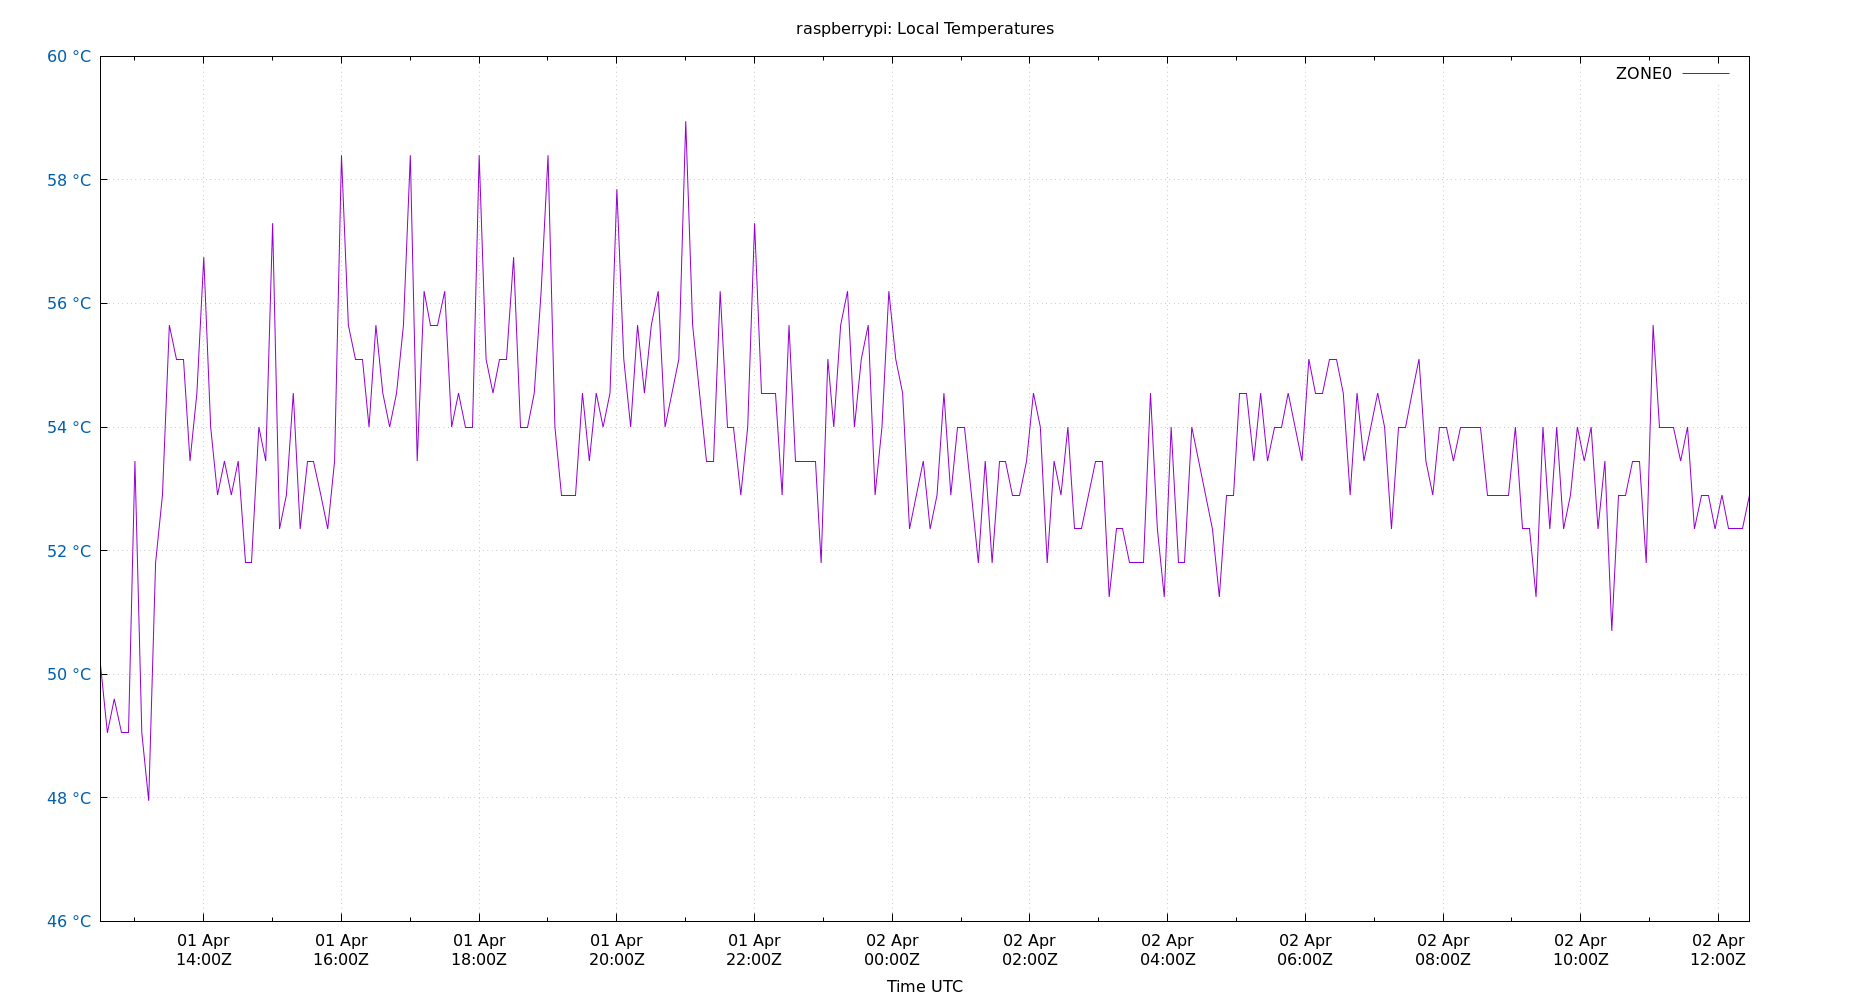 raspberrypi: Local Temperatures
ZONE0
60 °C
58 °C
56 °C
54 °C
52 °C
50 °C
48 °C
46 °C
01 Apr 01 Apr 01 Apr 01 Apr 01 Apr 02 Apr 02 Apr 02 Apr 02 Apr 02 Apr 02 Apr 02 Apr
14:00Z 16:00Z 18:00Z 20:00Z 22:00Z 00:00Z 02:00Z 04:00Z 06:00Z 08:00Z 10:00Z 12:00Z
Time UTC